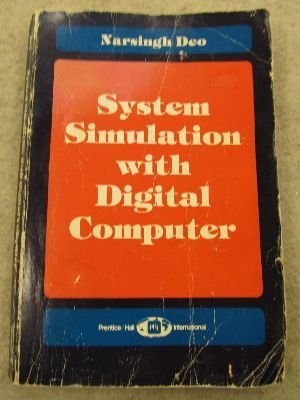 Narsingh Deo
System
Simulation
with
Digital
Computer
Prentice/Hall International